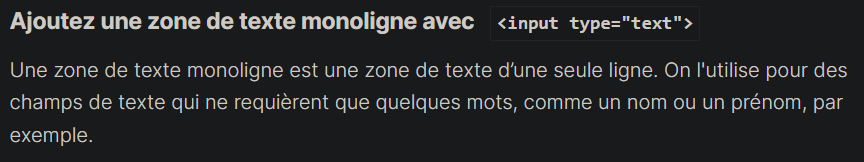 Ajoutez une zone de texte monoligne avec <input type="text">
Une zone de texte monoligne est une zone de texte d’une seule ligne. On l'utilise pour des
champs de texte qui ne requièrent que quelques mots, comme un nom ou un prénom, par
exemple.